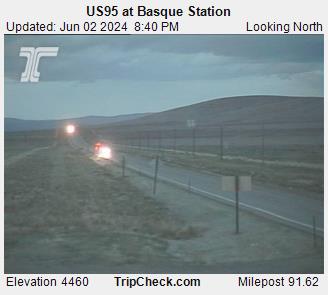 US95 at Basque Station
Updated: Jun 02 2024 8:40 PM Looking North
Elevation 4460 TripCheck.com Milepost 91.62